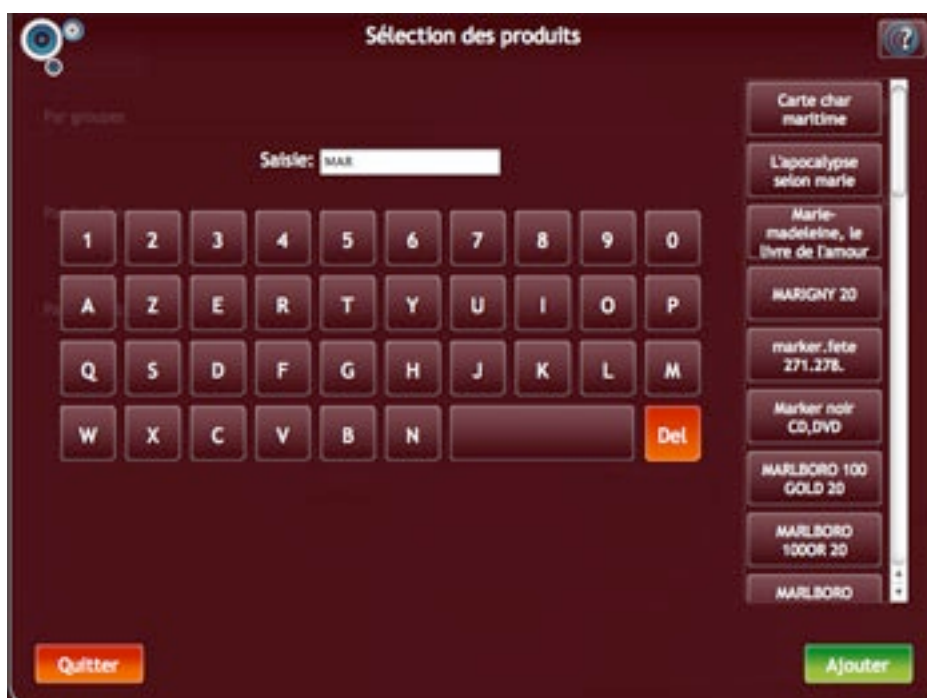 Sélection des produits
?
Par groupes
Saisie: MAR
1 2 3 4 5 6 7 8 9 0
A Z E R T Y U I O P
Q S D F G H J K L M
W X C V B N Del
Carte char
maritime
L'apocalypse
selon marie
Marie-
madeleine, le
livre de l'amour
MARIGNY 20
marker.fete
271.278.
Marker noir
CD,DVD
MARLBORO 100
GOLD 20
MARLBORO
100OR 20
MARLBORO
Quitter
Ajouter